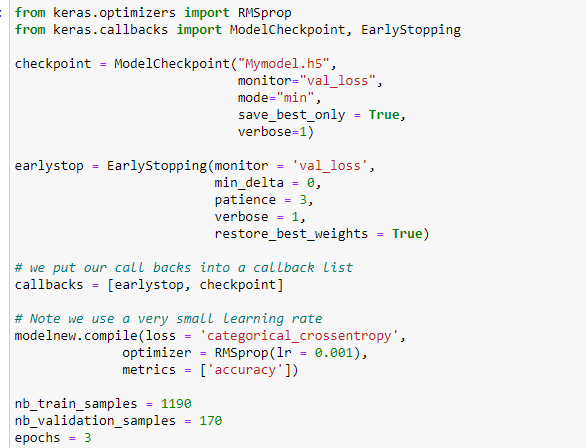 from keras.optimizers import RMSprop
from keras.callbacks import ModelCheckpoint, EarlyStopping
checkpoint = ModelCheckpoint("Mymodel.h5",
monitor="val_loss",
mode="min",
save_best_only = True,
verbose=1)
earlystop = EarlyStopping(monitor = 'val_loss',
min_delta = 0,
patience = 3,
verbose = 1,
restore_best_weights = True)
# we put our call backs into a callback list
callbacks = [earlystop, checkpoint]
# Note we use a very small learning rate
modelnew.compile(loss = 'categorical_crossentropy',
optimizer = RMSprop(lr = 0.001),
metrics = ['accuracy'])
nb_train_samples = 1190
nb_validation_samples = 170
epochs = 3